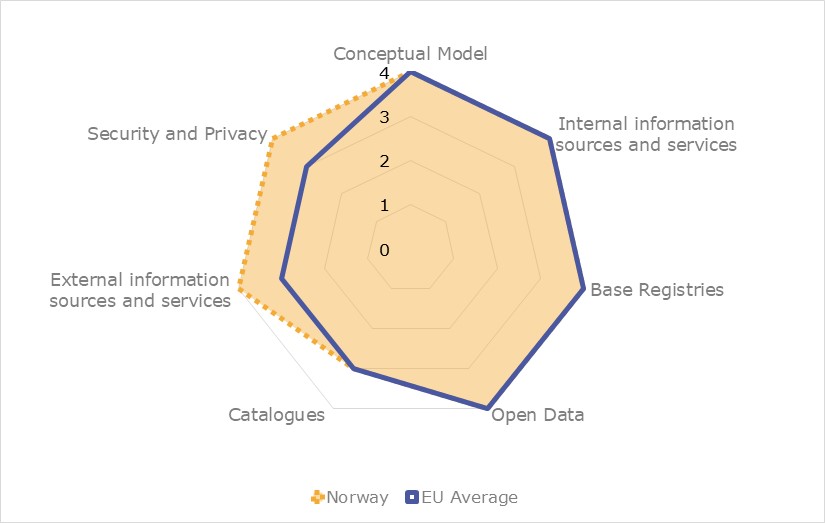 Conceptual Model
4
3
2
1
0
Internal information
sources and services
Base Registries
Open Data
Catalogues
External information
sources and services
Security and Privacy
Norway
EU Average